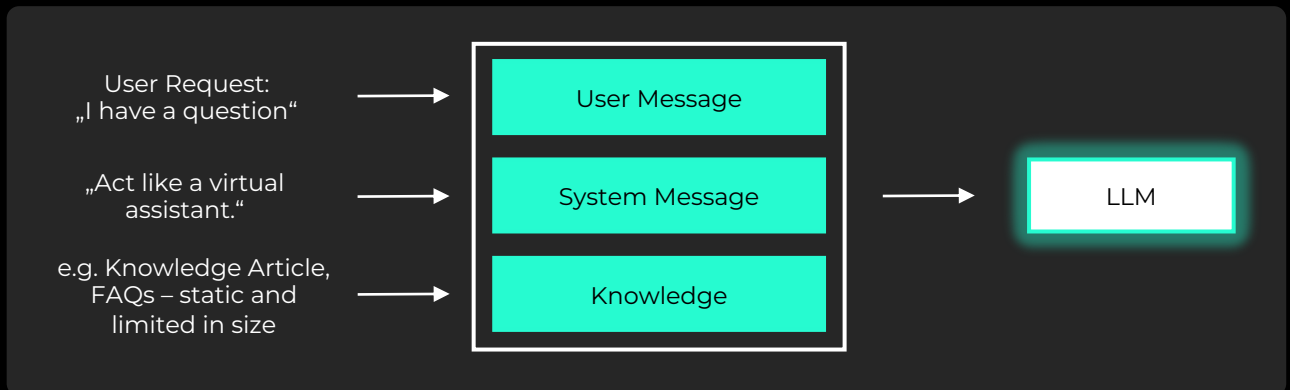 User Request:
„I have a question“
User Message
„Act like a virtual
assistant.“
System Message
LLM
e.g. Knowledge Article,
FAQs – static and
limited in size
Knowledge